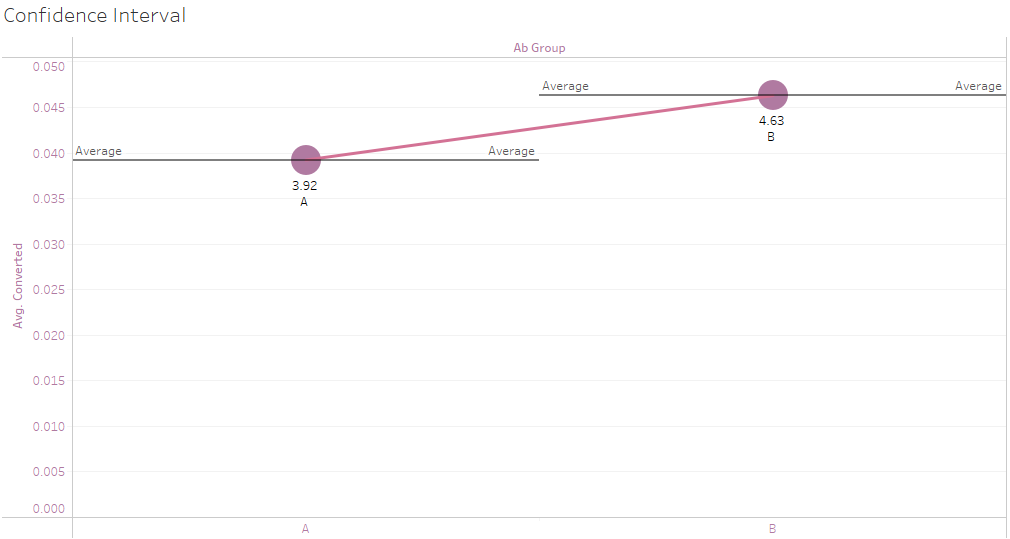 Confidence Interval
Ab Group
0.050
Average Average
0.045
4.63
B
0.040
Average Average
3.92
A
0.035
0.030
Avg. Converted
0.025
0.020
0.015
0.010
0.005
0.000
A B